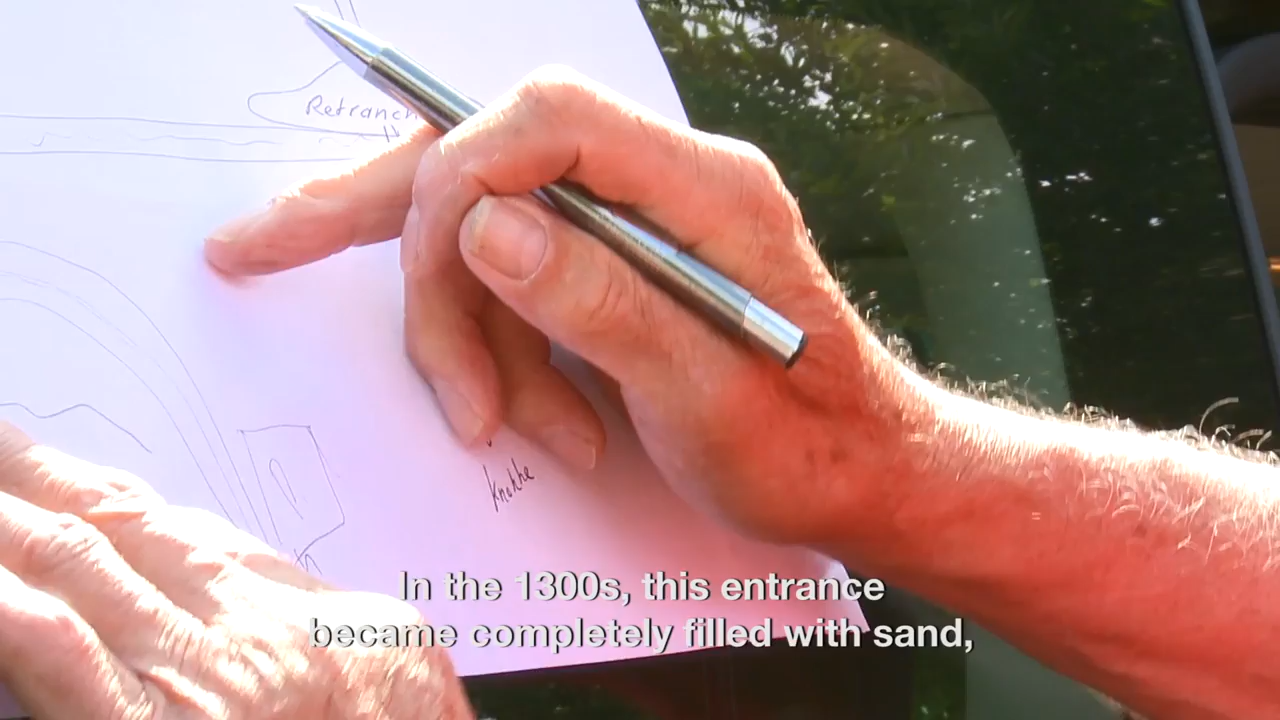 Retranch
Knokke
In the 1300s, this entrance
became completely filled with sand,